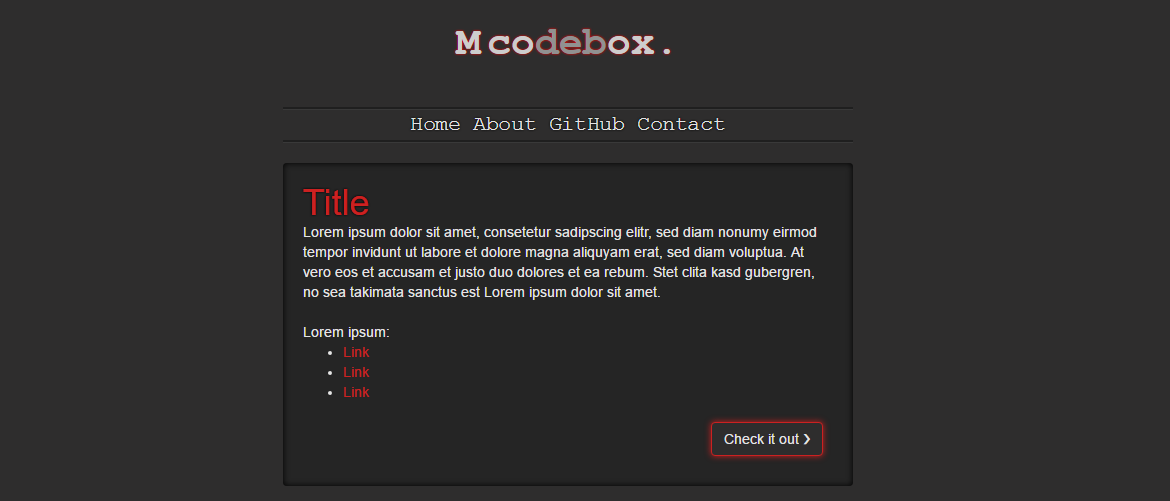 Mcodebox.
Home About GitHub Contact
Title
Lorem ipsum dolor sit amet, consetetur sadipscing elitr, sed diam nonumy eirmod
tempor invidunt ut labore et dolore magna aliquyam erat, sed diam voluptua. At
vero eos et accusam et justo duo dolores et ea rebum. Stet clita kasd gubergren,
no sea takimata sanctus est Lorem ipsum dolor sit amet.
Lorem ipsum:
• Link
• Link
• Link
Check it out ❯